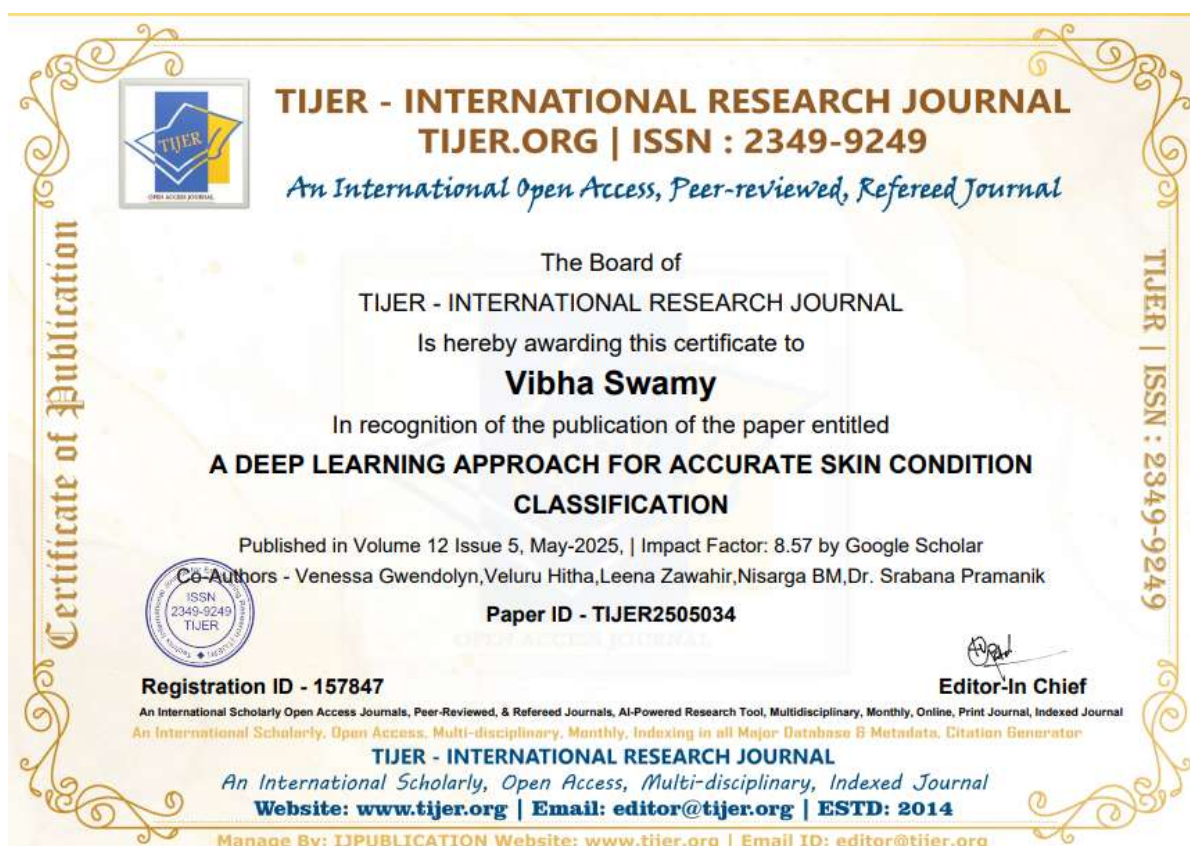 TIJER - INTERNATIONAL RESEARCH JOURNAL
TIJER.ORG | ISSN : 2349-9249
An International Open Access, Peer-reviewed, Refereed Journal
TIJER
OPEN ACCESS JOURNAL
Certificate of Publication
TIJER | ISSN : 2349-9249
The Board of
TIJER - INTERNATIONAL RESEARCH JOURNAL
Is hereby awarding this certificate to
Vibha Swamy
In recognition of the publication of the paper entitled
A DEEP LEARNING APPROACH FOR ACCURATE SKIN CONDITION
CLASSIFICATION
Published in Volume 12 Issue 5, May-2025, | Impact Factor: 8.57 by Google Scholar
Co-Authors - Venessa Gwendolyn,Veluru Hitha,Leena Zawahir,Nisarga BM,Dr. Srabana Pramanik
Paper ID - TIJER2505034
OPEN ACCESS JOURNAL
ISSN
2349-9249
TIJER
Registration ID - 157847
Editor-In Chief
An International Scholarly Open Access Journals, Peer-Reviewed, & Refereed Journals, AI-Powered Research Tool, Multidisciplinary, Monthly, Online, Print Journal, Indexed Journal
An International Scholarly, Open Access, Multi-disciplinary, Monthly, Indexing in all Major Database & Metadata, Citation Generator
TIJER - INTERNATIONAL RESEARCH JOURNAL
An International Scholarly, Open Access, Multi-disciplinary, Indexed Journal
Website: www.tijer.org | Email: editor@tijer.org | ESTD: 2014
Manage By: IJPUBLICATION Website: www.tijer.org | Email ID: editor@tijer.org